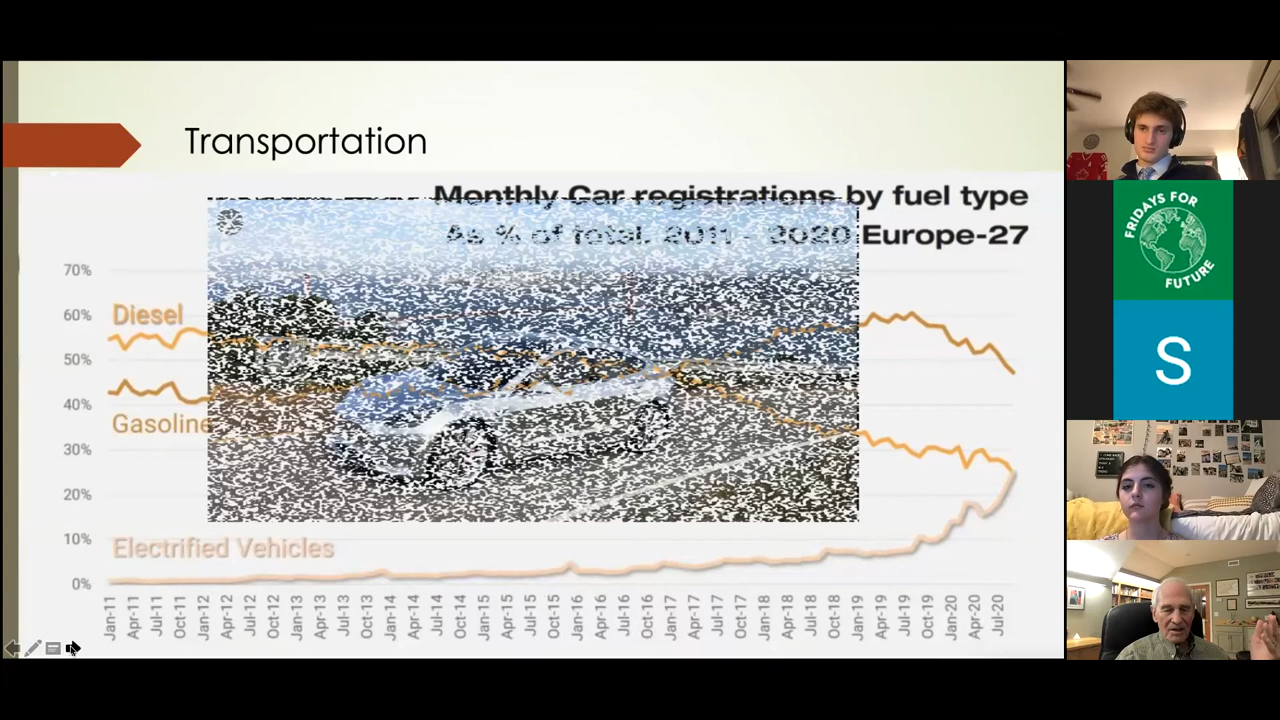 Transportation
Monthly Car registrations by fuel type
As % of Total, 2011 - 2020 Europe-27
70%
60%
50%
40%
30%
20%
10%
0%
Diesel
Gasoline
Electrified Vehicles
Jan-11 Apr-11 Jul-11 Oct-11 Jan-12 Apr-12 Jul-12 Oct-12 Jan-13 Apr-13 Jul-13 Oct-13 Jan-14 Apr-14 Jul-14 Oct-14 Jan-15 Apr-15 Jul-15 Oct-15 Jan-16 Apr-16 Jul-16 Oct-16 Jan-17 Apr-17 Jul-17 Oct-17 Jan-18 Apr-18 Jul-18 Oct-18 Jan-19 Apr-19 Jul-19 Oct-19 Jan-20 Apr-20 Jul-20
FRIDAYS FOR
FUTURE
S